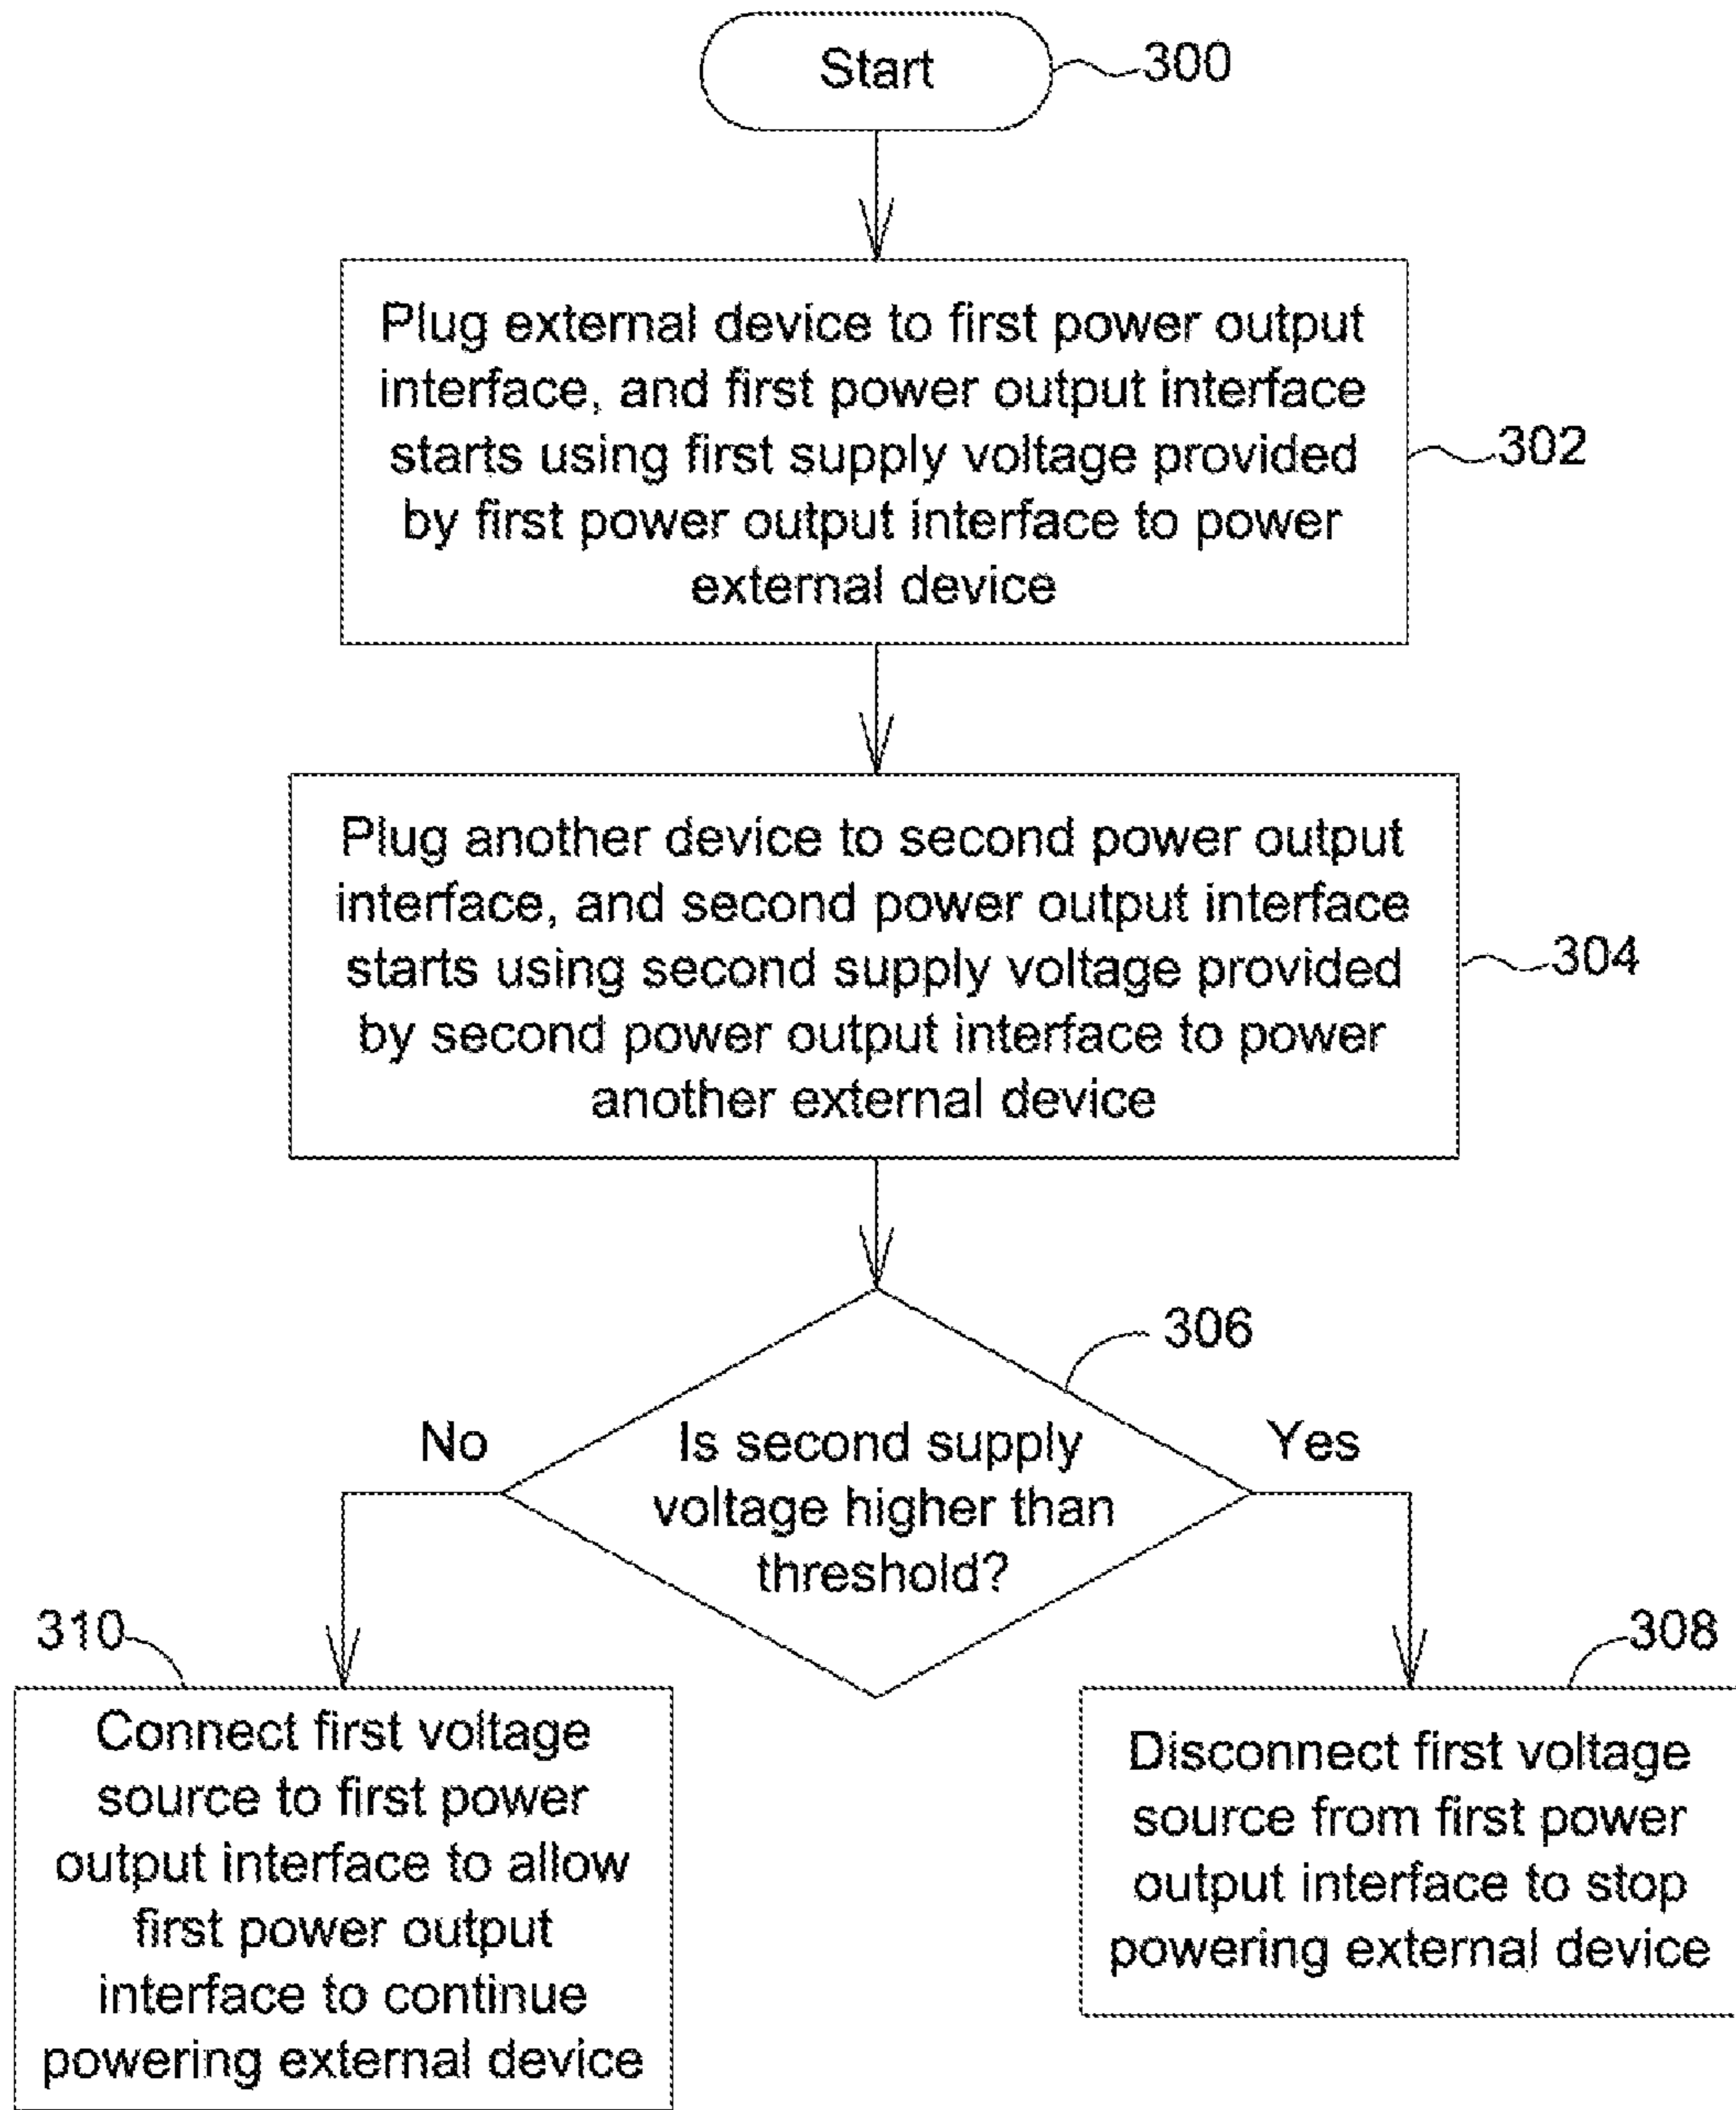 Start
300
Plug external device to first power output
interface, and first power output interface
starts using first supply voltage provided
by first power output interface to power
external device
302
Plug another device to second power output
interface, and second power output interface
starts using second supply voltage provided
by second power output interface to power
another external device
304
306
No
Is second supply
voltage higher than
threshold?
Yes
310
Connect first voltage
source to first power
output interface to allow
first power output
interface to continue
powering external device
308
Disconnect first voltage
source from first power
output interface to stop
powering external device